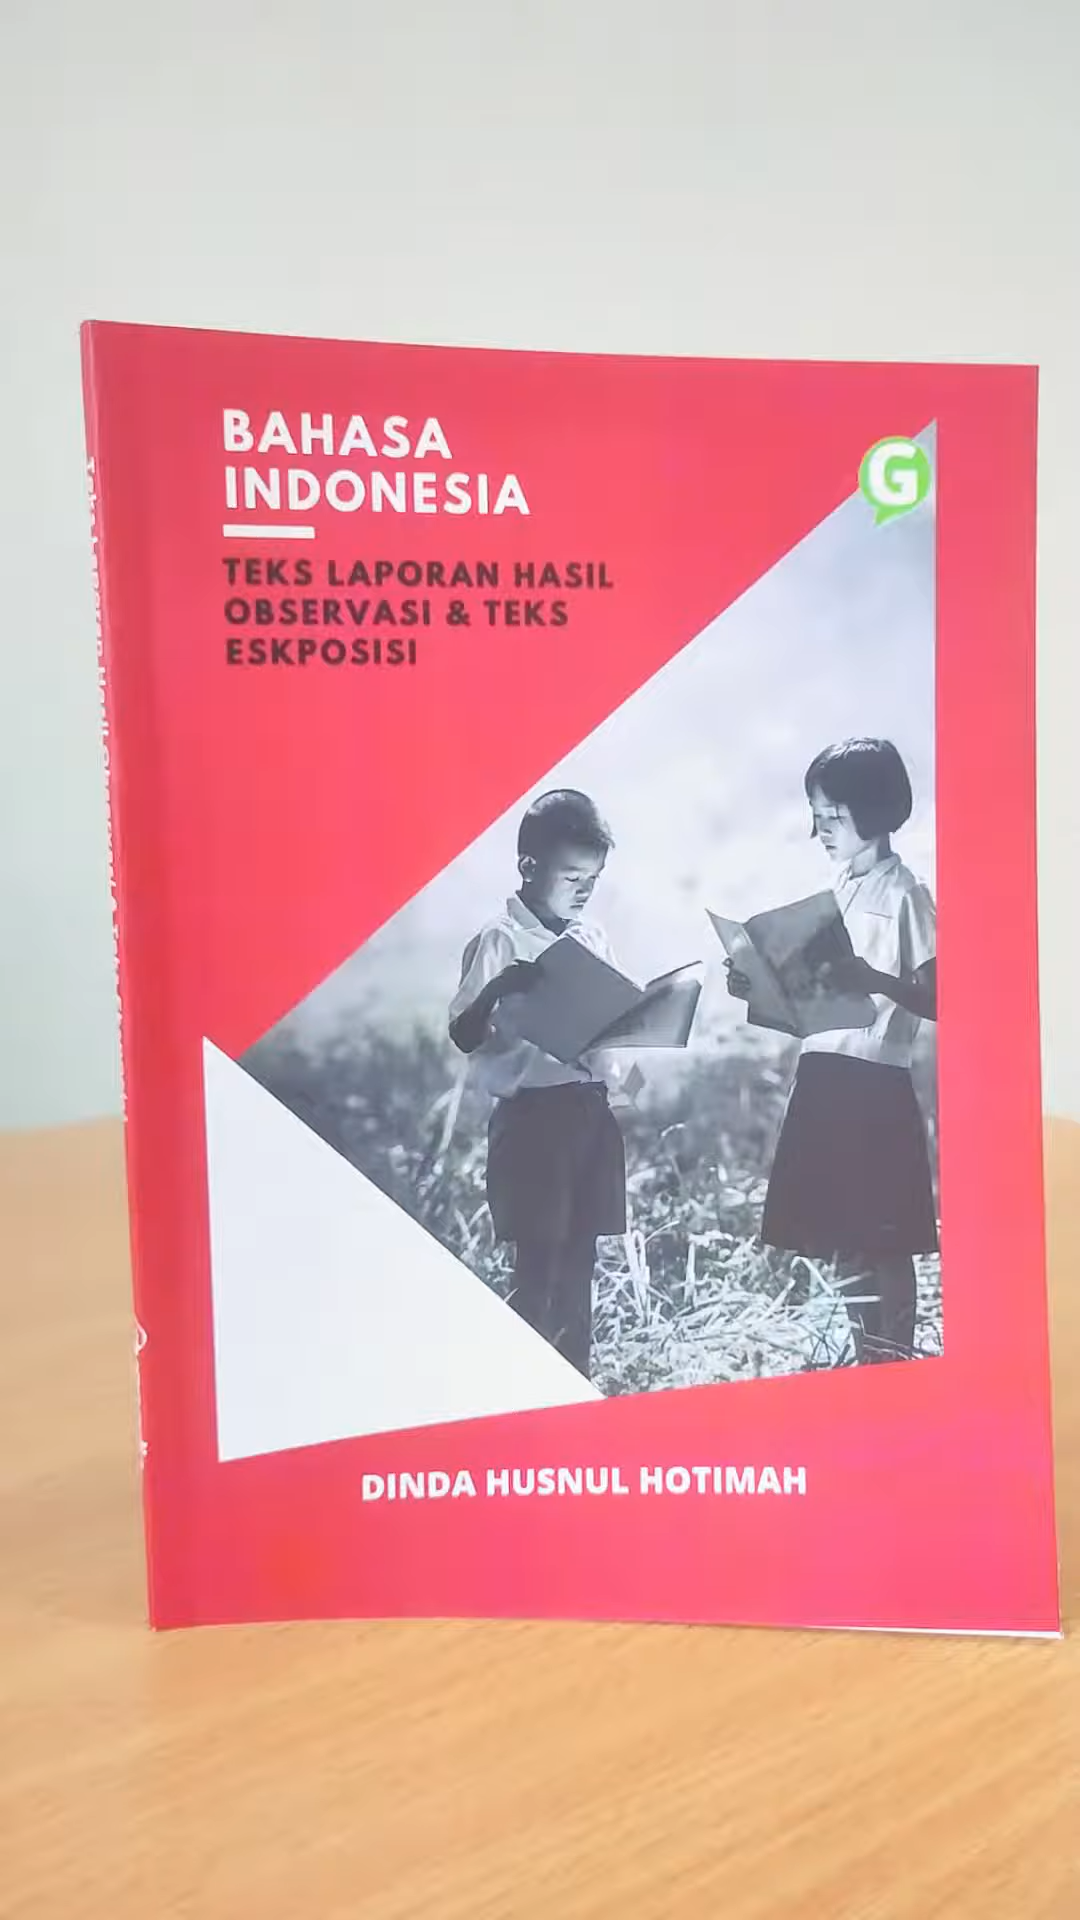 BAHASA
INDONESIA
TEKS LAPORAN HASIL
OBSERVASI & TEKS
ESKPOSISI
G
DINDA HUSNUL HOTIMAH